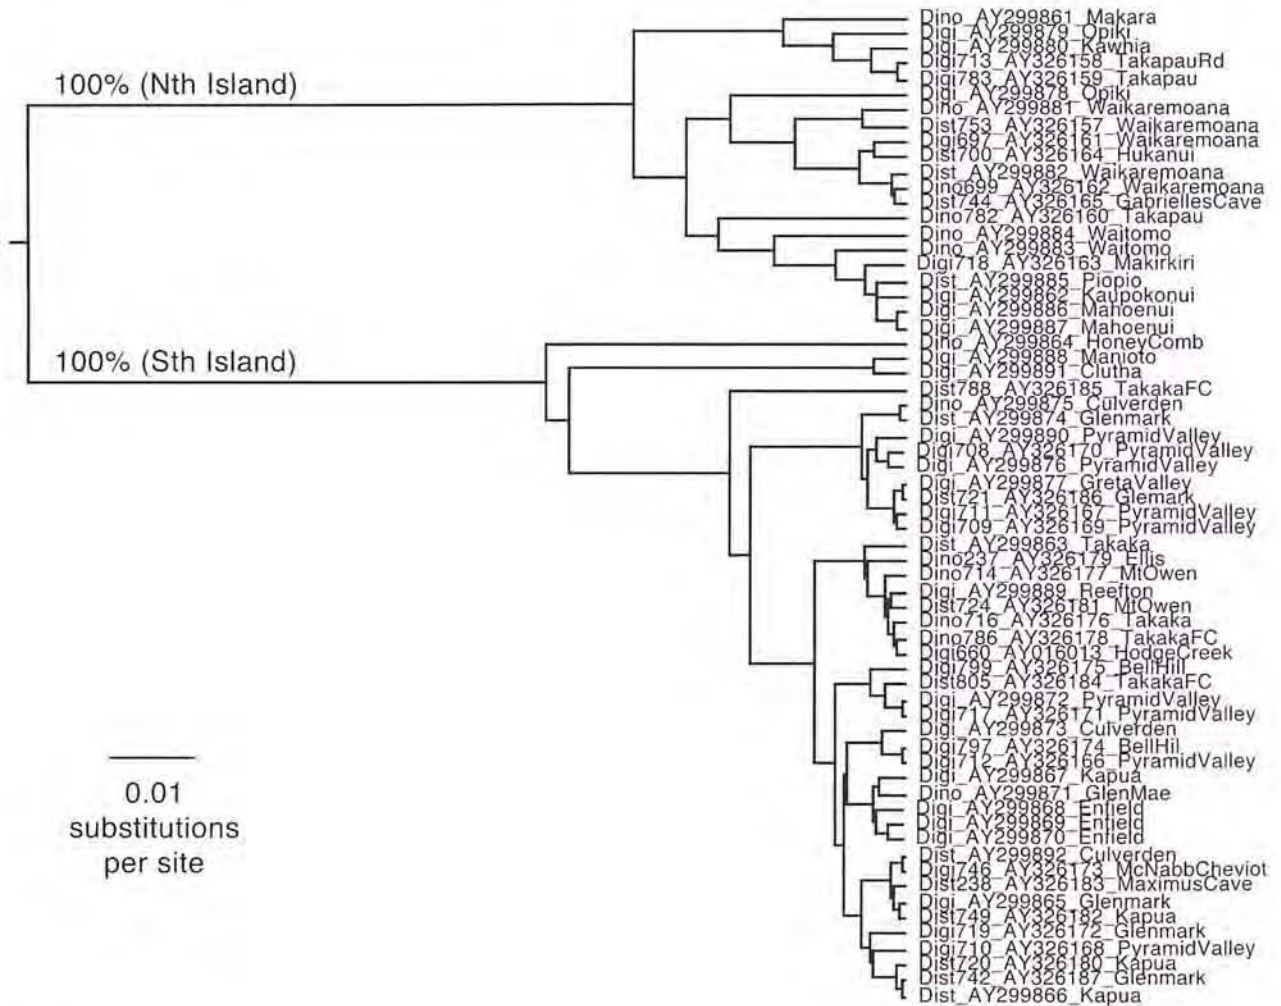 Dino_AY299861_Makara
Digi_AY299879_Opiki
Digi_AY299880_Kawhia
Digi713_AY326158_TakapauRd
Digi783_AY326159_Takapau
100% (Nth Island)
Digi_AY299878_Opiki
Dino_AY299881_Waikaremoana
Dist753_AY326157_Waikaremoana
Digi697_AY326161_Waikaremoana
Dist700_AY326164_Hukanui
Dist_AY299882_Waikaremoana
Dino699_AY326162_Waikaremoana
Dist744_AY326165_GabriellesCave
Dino782_AY326160_Takapau
Dino_AY299884_Waitomo
Dino_AY299883_Waitomo
Digi718_AY326163_Makirkiri
Dist_AY299885_Piopio
Digi_AY299862_Kaupokonui
Digi_AY299886_Mahoenui
Digi_AY299887_Mahoenui
Dino_AY299864_HoneyComb
100% (Sth Island)
Digi_AY299888_Manioto
Digi_AY299891_Clutha
Dist788_AY326185_TakakaFC
Dino_AY299875_Culverden
Dist_AY299874_Glenmark
Digi_AY299890_PyramidValley
Digi708_AY326170_PyramidValley
Digi_AY299876_PyramidValley
Digi_AY299877_GretaValley
Dist721_AY326186_Glemark
Digi711_AY326167_PyramidValley
Digi709_AY326169_PyramidValley
Dist_AY299863_Takaka
Dino237_AY326179_Ellis
Dino714_AY326177_MtOwen
Digi_AY299889_Reefton
Dist724_AY326181_MtOwen
Dino716_AY326176_Takaka
Dino786_AY326178_TakakaFC
Digi660_AY016013_HodgeCreek
Digi799_AY326175_BellHill
Dist805_AY326184_TakakaFC
Digi_AY299872_PyramidValley
Digi717_AY326171_PyramidValley
Digi_AY299873_Culverden
Digi797_AY326174_BellHil
Digi712_AY326166_PyramidValley
Digi_AY299867_Kapua
Dino_AY299871_GlenMae
Digi_AY299868_Enfield
Digi_AY299869_Enfield
Digi_AY299870_Enfield
Dist_AY299892_Culverden
Digi746_AY326173_McNabbCheviot
Dist238_AY326183_MaximusCave
Digi_AY299865_Glenmark
Dist749_AY326182_Kapua
Digi719_AY326172_Glenmark
Digi710_AY326168_PyramidValley
Dist720_AY326180_Kapua
Dist742_AY326187_Glenmark
Dist_AY299866_Kapua
0.01
substitutions
per site